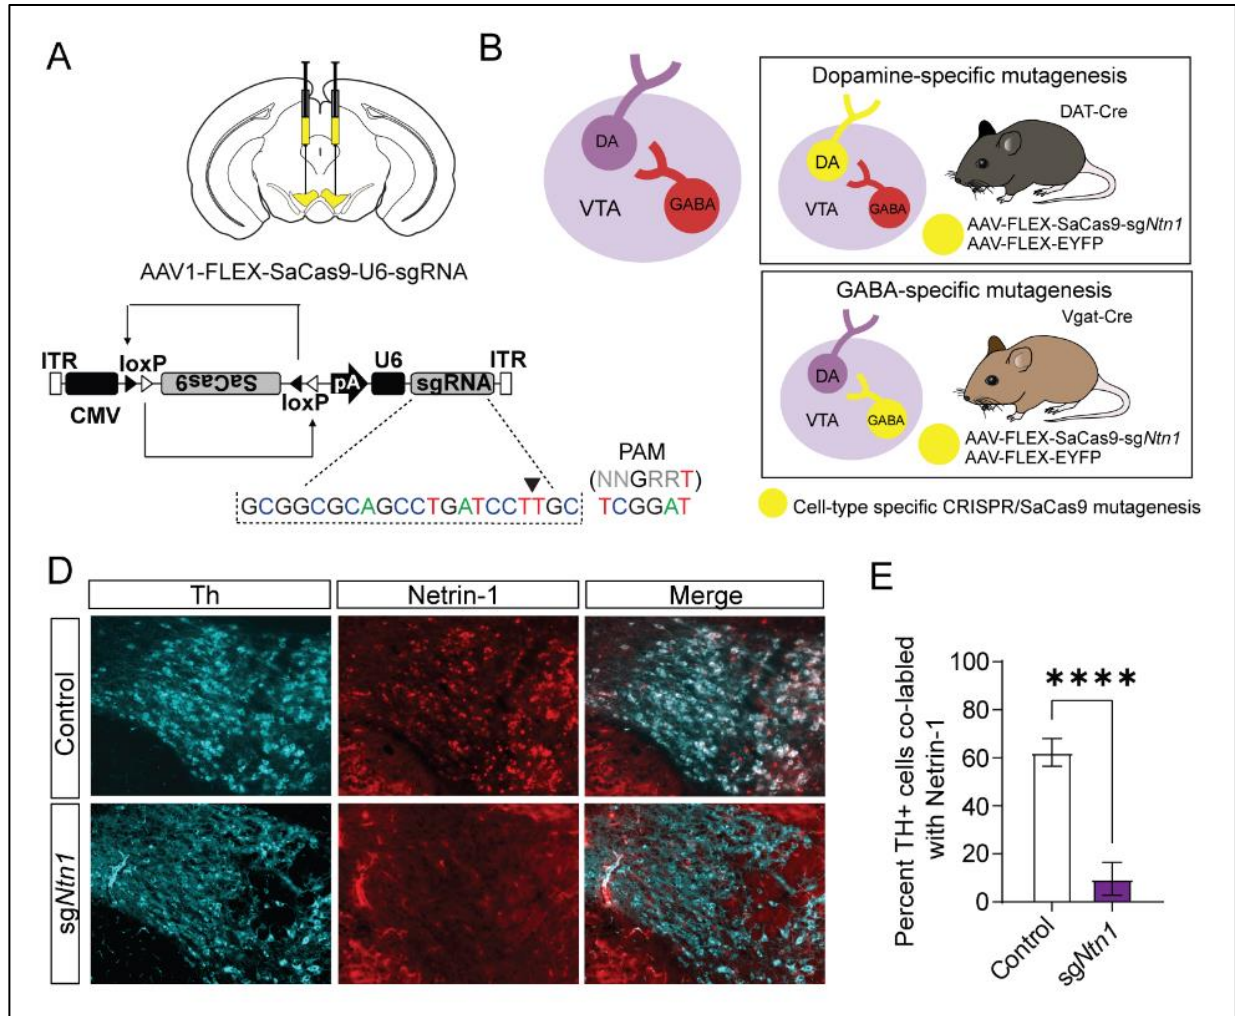 A
AAV1-FLEX-SaCas9-U6-sgRNA
ITR
loxP
SaCas9
CMV
loxP
pA
U6
sgRNA
ITR
PAM
(NNGRRT)
GCGGCGCAGCCTGATCCTTGC TCGGAT
B
DA
GABA
VTA
Dopamine-specific mutagenesis
DAT-Cre
DA
GABA
VTA
AAV-FLEX-SaCas9-sgNtn1
AAV-FLEX-EYFP
GABA-specific mutagenesis
Vgat-Cre
DA
GABA
VTA
AAV-FLEX-SaCas9-sgNtn1
AAV-FLEX-EYFP
Cell-type specific CRISPR/SaCas9 mutagenesis
D
Th
Netrin-1
Merge
Control
sgNtn1
E
Percent TH+ cells co-labled
with Netrin-1
100
80
60
40
20
0
****
Control
sgNtn1